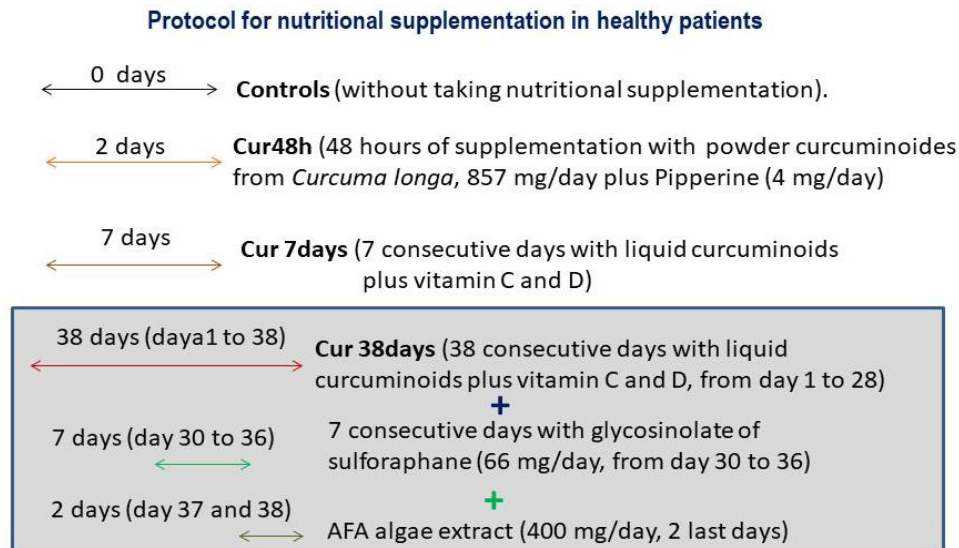 Protocol for nutritional supplementation in healthy patients
0 days
Controls (without taking nutritional supplementation).
2 days
Cur48h (48 hours of supplementation with powder curcuminoides
from Curcuma longa, 857 mg/day plus Pipperine (4 mg/day)
7 days
Cur 7days (7 consecutive days with liquid curcuminoids
plus vitamin C and D)
38 days (daya1 to 38)
Cur 38days (38 consecutive days with liquid
curcuminoids plus vitamin C and D, from day 1 to 28)
+
7 days (day 30 to 36)
7 consecutive days with glycosinolate of
sulforaphane (66 mg/day, from day 30 to 36)
+
2 days (day 37 and 38)
AFA algae extract (400 mg/day, 2 last days)